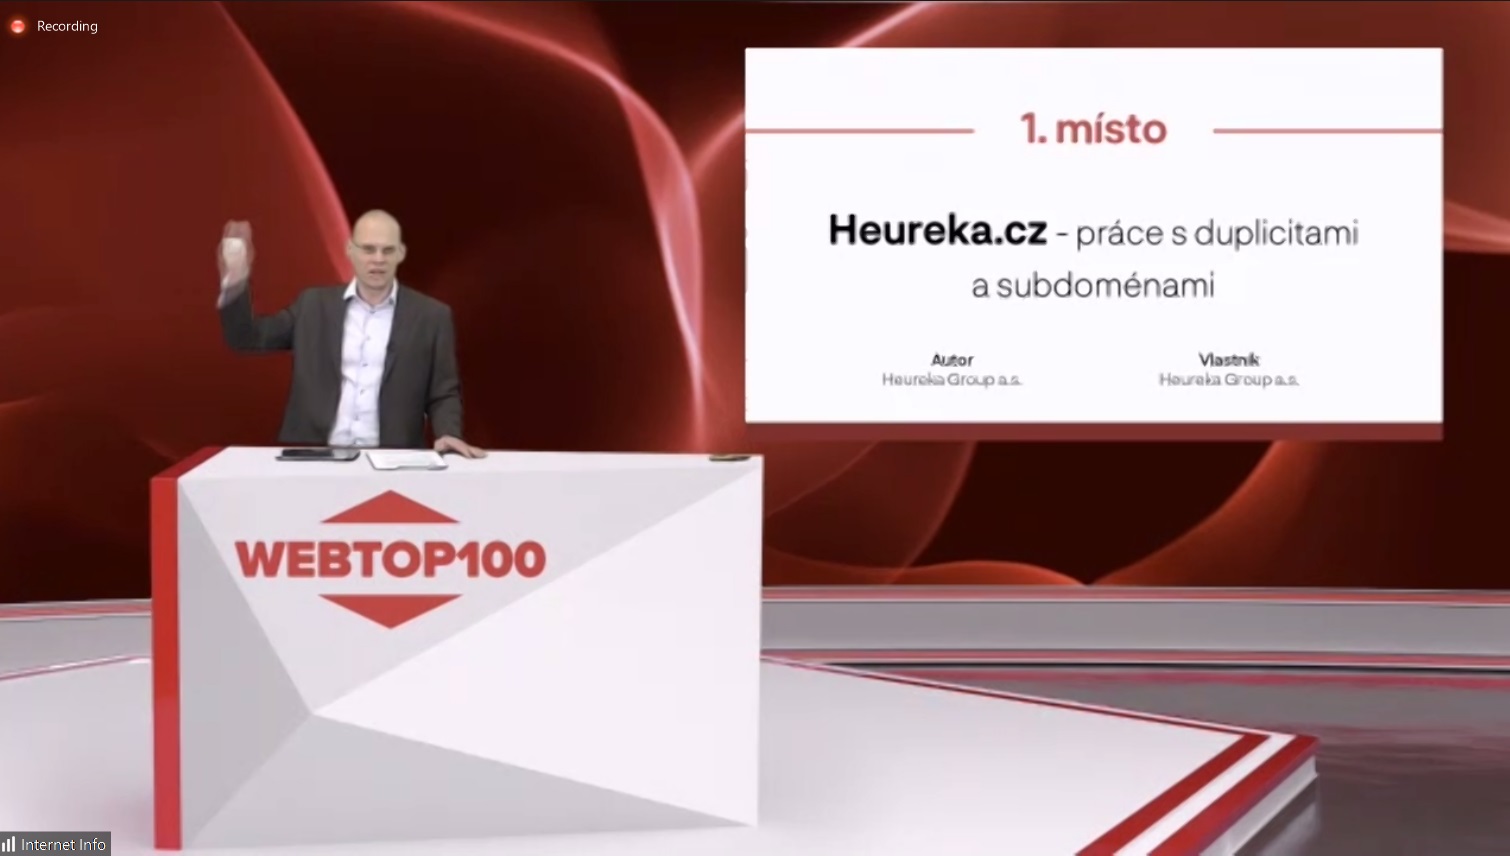 Recording
1. místo
Heureka.cz - práce s duplicitami
a subdoménami
Autor
Heureka Group a.s.
Vlastník
Heureka Group a.s.
WEBTOP100
Internet Info